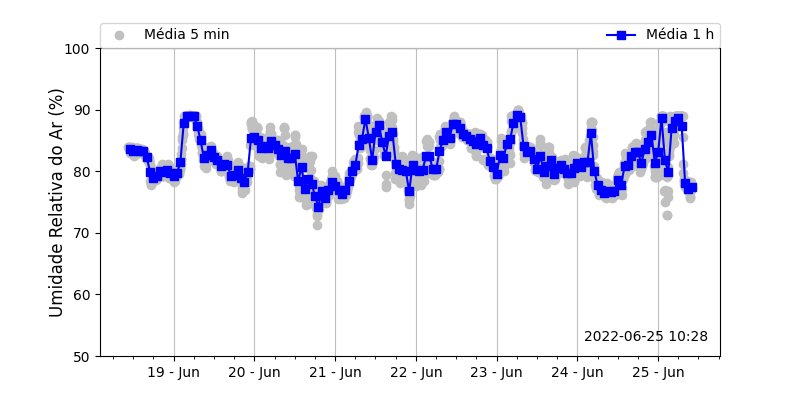 Média 5 min
Média 1 h
Umidade Relativa do Ar (%)
100
90
80
70
60
50
2022-06-25 10:28
19 - Jun
20 - Jun
21 - Jun
22 - Jun
23 - Jun
24 - Jun
25 - Jun